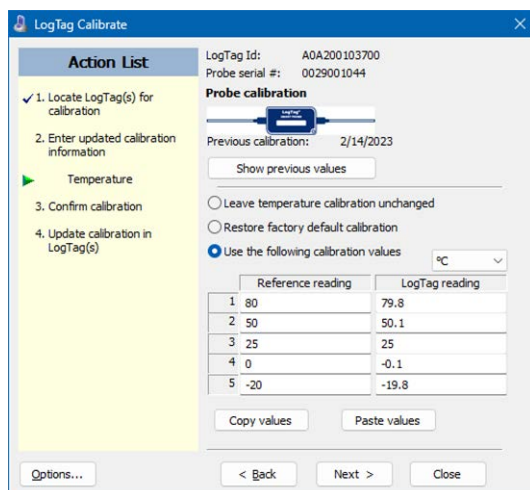 LogTag Calibrate
Action List
1. Locate LogTag(s) for
calibration
2. Enter updated calibration
information
Temperature
3. Confirm calibration
4. Update calibration in
LogTag(s)
LogTag Id: A0A200103700
Probe serial #: 0029001044
Probe calibration
LogTag
Previous calibration: 2/14/2023
Show previous values
Leave temperature calibration unchanged
Restore factory default calibration
Use the following calibration values
°C
Reference reading LogTag reading
1 80 79.8
2 50 50.1
3 25 25
4 0 -0.1
5 -20 -19.8
Copy values Paste values
Options... < Back Next > Close